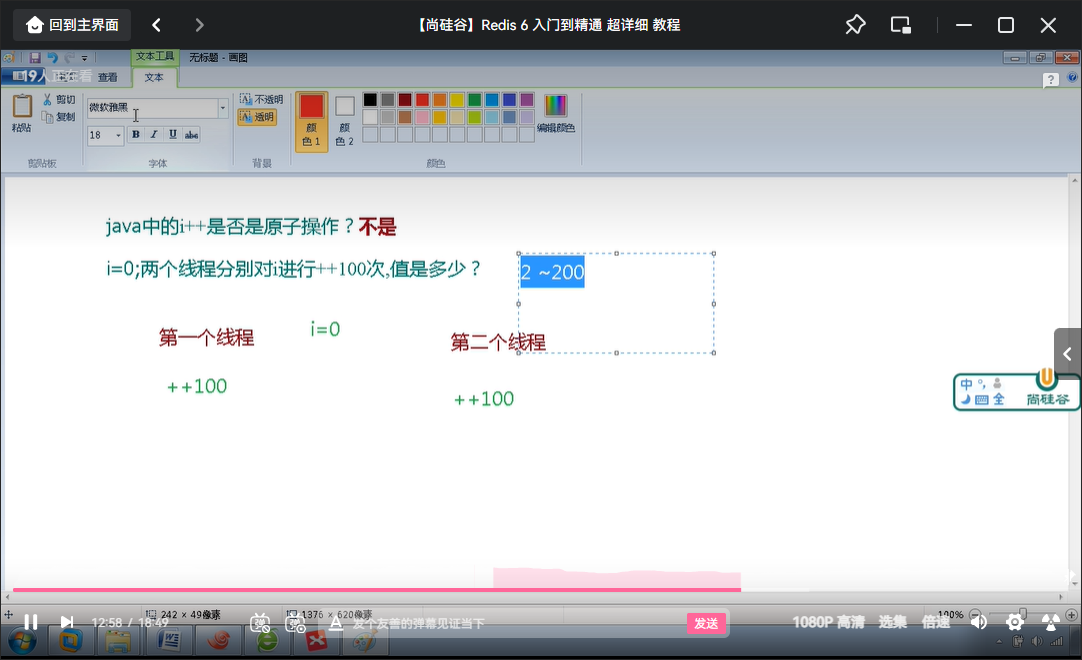 回到主界面
【尚硅谷】Redis 6 入门到精通 超详细 教程
文本工具 无标题 - 画图
查看 文本
粘贴
剪切
复制
剪贴板
微软雅黑
18 B I U abc
字体
不透明
透明
背景
颜色 1
颜色 2
编辑颜色
颜色
java中的i++是否是原子操作？不是
i=0;两个线程分别对i进行++100次,值是多少？
2 ~200
第一个线程
i=0
第二个线程
++100
++100
中
全
尚硅谷
242 × 49像素
1376 × 620像素
100%
12:58 / 18:49
弹
弹
发个友善的弹幕见证当下
发送
1080P 高清
选集
倍速